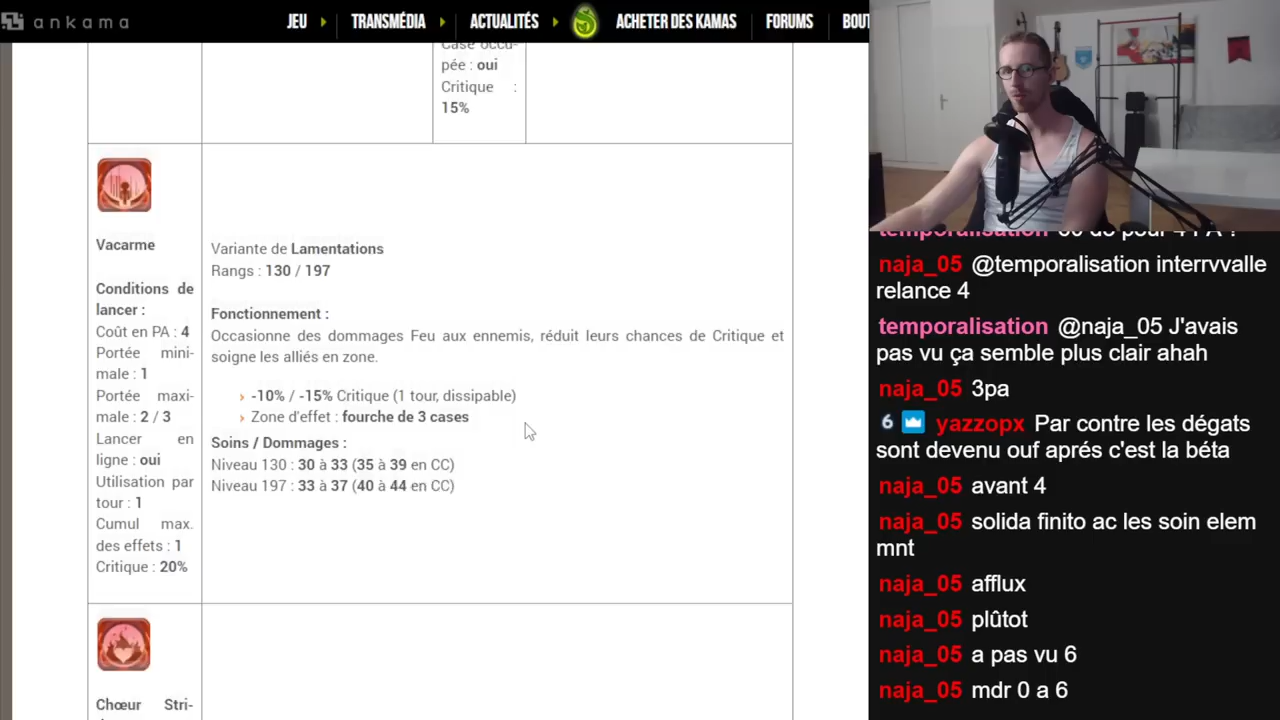 ankama
JEU
TRANSMÉDIA
ACTUALITÉS
ACHETER DES KAMAS
FORUMS
BOUT
Case occu-
pée : oui
Critique :
15%
Vacarme
Conditions de
lancer :
Coût en PA : 4
Portée mini-
male : 1
Portée maxi-
male : 2 / 3
Lancer en
ligne : oui
Utilisation par
tour : 1
Cumul max.
des effets : 1
Critique : 20%
Variante de Lamentations
Rangs : 130 / 197
Fonctionnement :
Occasionne des dommages Feu aux ennemis, réduit leurs chances de Critique et
soigne les alliés en zone.
-10% / -15% Critique (1 tour, dissipable)
Zone d'effet : fourche de 3 cases
Soins / Dommages :
Niveau 130 : 30 à 33 (35 à 39 en CC)
Niveau 197 : 33 à 37 (40 à 44 en CC)
Chœur Stri-
temporalisation
naja_05 @temporalisation interrvvalle
relance 4
temporalisation @naja_05 J'avais
pas vu ça semble plus clair ahah
naja_05 3pa
6 yazzopx Par contre les dégats
sont devenu ouf aprés c'est la béta
naja_05 avant 4
naja_05 solida finito ac les soin elem
mnt
naja_05 afflux
naja_05 plûtot
naja_05 a pas vu 6
naja_05 mdr 0 a 6